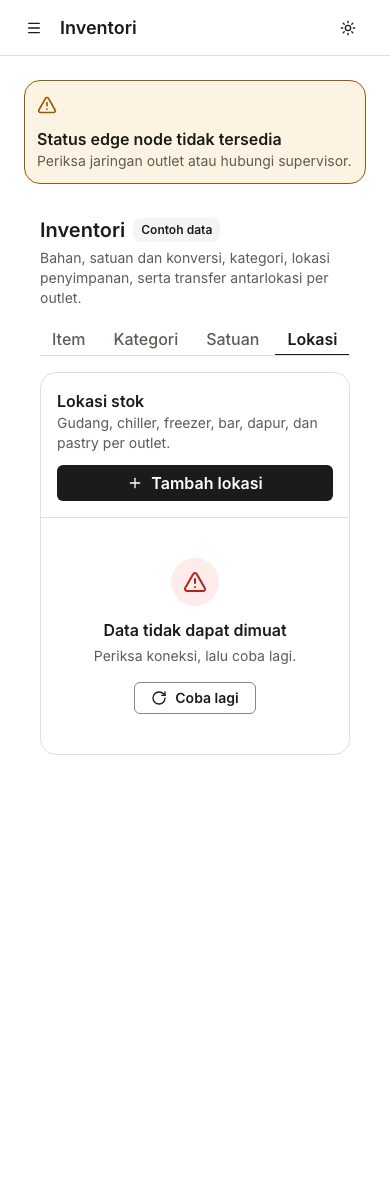 Inventori
Status edge node tidak tersedia
Periksa jaringan outlet atau hubungi supervisor.
Inventori
Contoh data
Bahan, satuan dan konversi, kategori, lokasi
penyimpanan, serta transfer antarlokasi per
outlet.
Item Kategori Satuan Lokasi
Lokasi stok
Gudang, chiller, freezer, bar, dapur, dan
pastry per outlet.
Tambah lokasi
Data tidak dapat dimuat
Periksa koneksi, lalu coba lagi.
Coba lagi